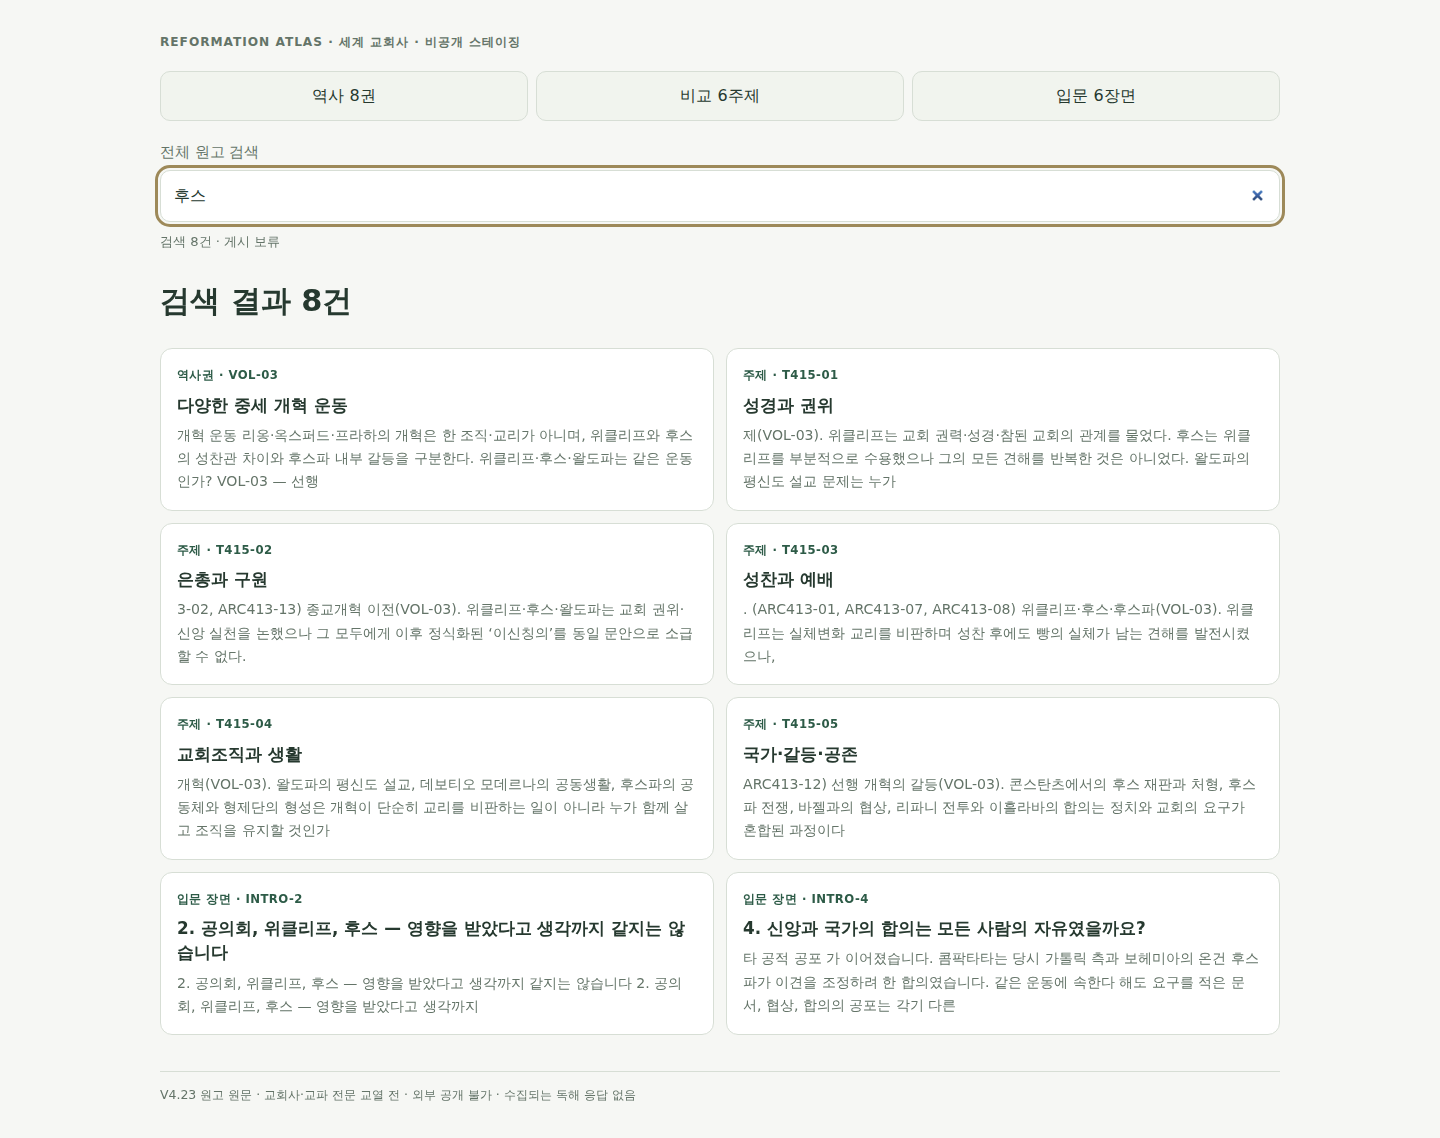 REFORMATION ATLAS · 세계 교회사 · 비공개 스테이징
역사 8권
비교 6주제
입문 6장면
전체 원고 검색
후스
검색 8건 · 게시 보류
검색 결과 8건
역사권 · VOL-03
다양한 중세 개혁 운동
개혁 운동 리옹·옥스퍼드·프라하의 개혁은 한 조직·교리가 아니며, 위클리프와 후스
의 성찬관 차이와 후스파 내부 갈등을 구분한다. 위클리프·후스·왈도파는 같은 운동
인가? VOL-03 — 선행
주제 · T415-01
성경과 권위
제(VOL-03). 위클리프는 교회 권력·성경·참된 교회의 관계를 물었다. 후스는 위클
리프를 부분적으로 수용했으나 그의 모든 견해를 반복한 것은 아니었다. 왈도파의
평신도 설교 문제는 누가
주제 · T415-02
은총과 구원
3-02, ARC413-13) 종교개혁 이전(VOL-03). 위클리프·후스·왈도파는 교회 권위·
신앙 실천을 논했으나 그 모두에게 이후 정식화된 ‘이신칭의’를 동일 문안으로 소급
할 수 없다.
주제 · T415-03
성찬과 예배
. (ARC413-01, ARC413-07, ARC413-08) 위클리프·후스·후스파(VOL-03). 위클
리프는 실체변화 교리를 비판하며 성찬 후에도 빵의 실체가 남는 견해를 발전시켰
으나,
주제 · T415-04
교회조직과 생활
개혁(VOL-03). 왈도파의 평신도 설교, 데보티오 모데르나의 공동생활, 후스파의 공
동체와 형제단의 형성은 개혁이 단순히 교리를 비판하는 일이 아니라 누가 함께 살
고 조직을 유지할 것인가
주제 · T415-05
국가·갈등·공존
ARC413-12) 선행 개혁의 갈등(VOL-03). 콘스탄츠에서의 후스 재판과 처형, 후스
파 전쟁, 바젤과의 협상, 리파니 전투와 이흘라바의 합의는 정치와 교회의 요구가
혼합된 과정이다
입문 장면 · INTRO-2
2. 공의회, 위클리프, 후스 — 영향을 받았다고 생각까지 같지는 않
습니다
2. 공의회, 위클리프, 후스 — 영향을 받았다고 생각까지 같지는 않습니다 2. 공의
회, 위클리프, 후스 — 영향을 받았다고 생각까지
입문 장면 · INTRO-4
4. 신앙과 국가의 합의는 모든 사람의 자유였을까요?
타 공적 공포 가 이어졌습니다. 콤팍타타는 당시 가톨릭 측과 보헤미아의 온건 후스
파가 이견을 조정하려 한 합의였습니다. 같은 운동에 속한다 해도 요구를 적은 문
서, 협상, 합의의 공포는 각기 다른
V4.23 원고 원문 · 교회사·교파 전문 교열 전 · 외부 공개 불가 · 수집되는 독해 응답 없음